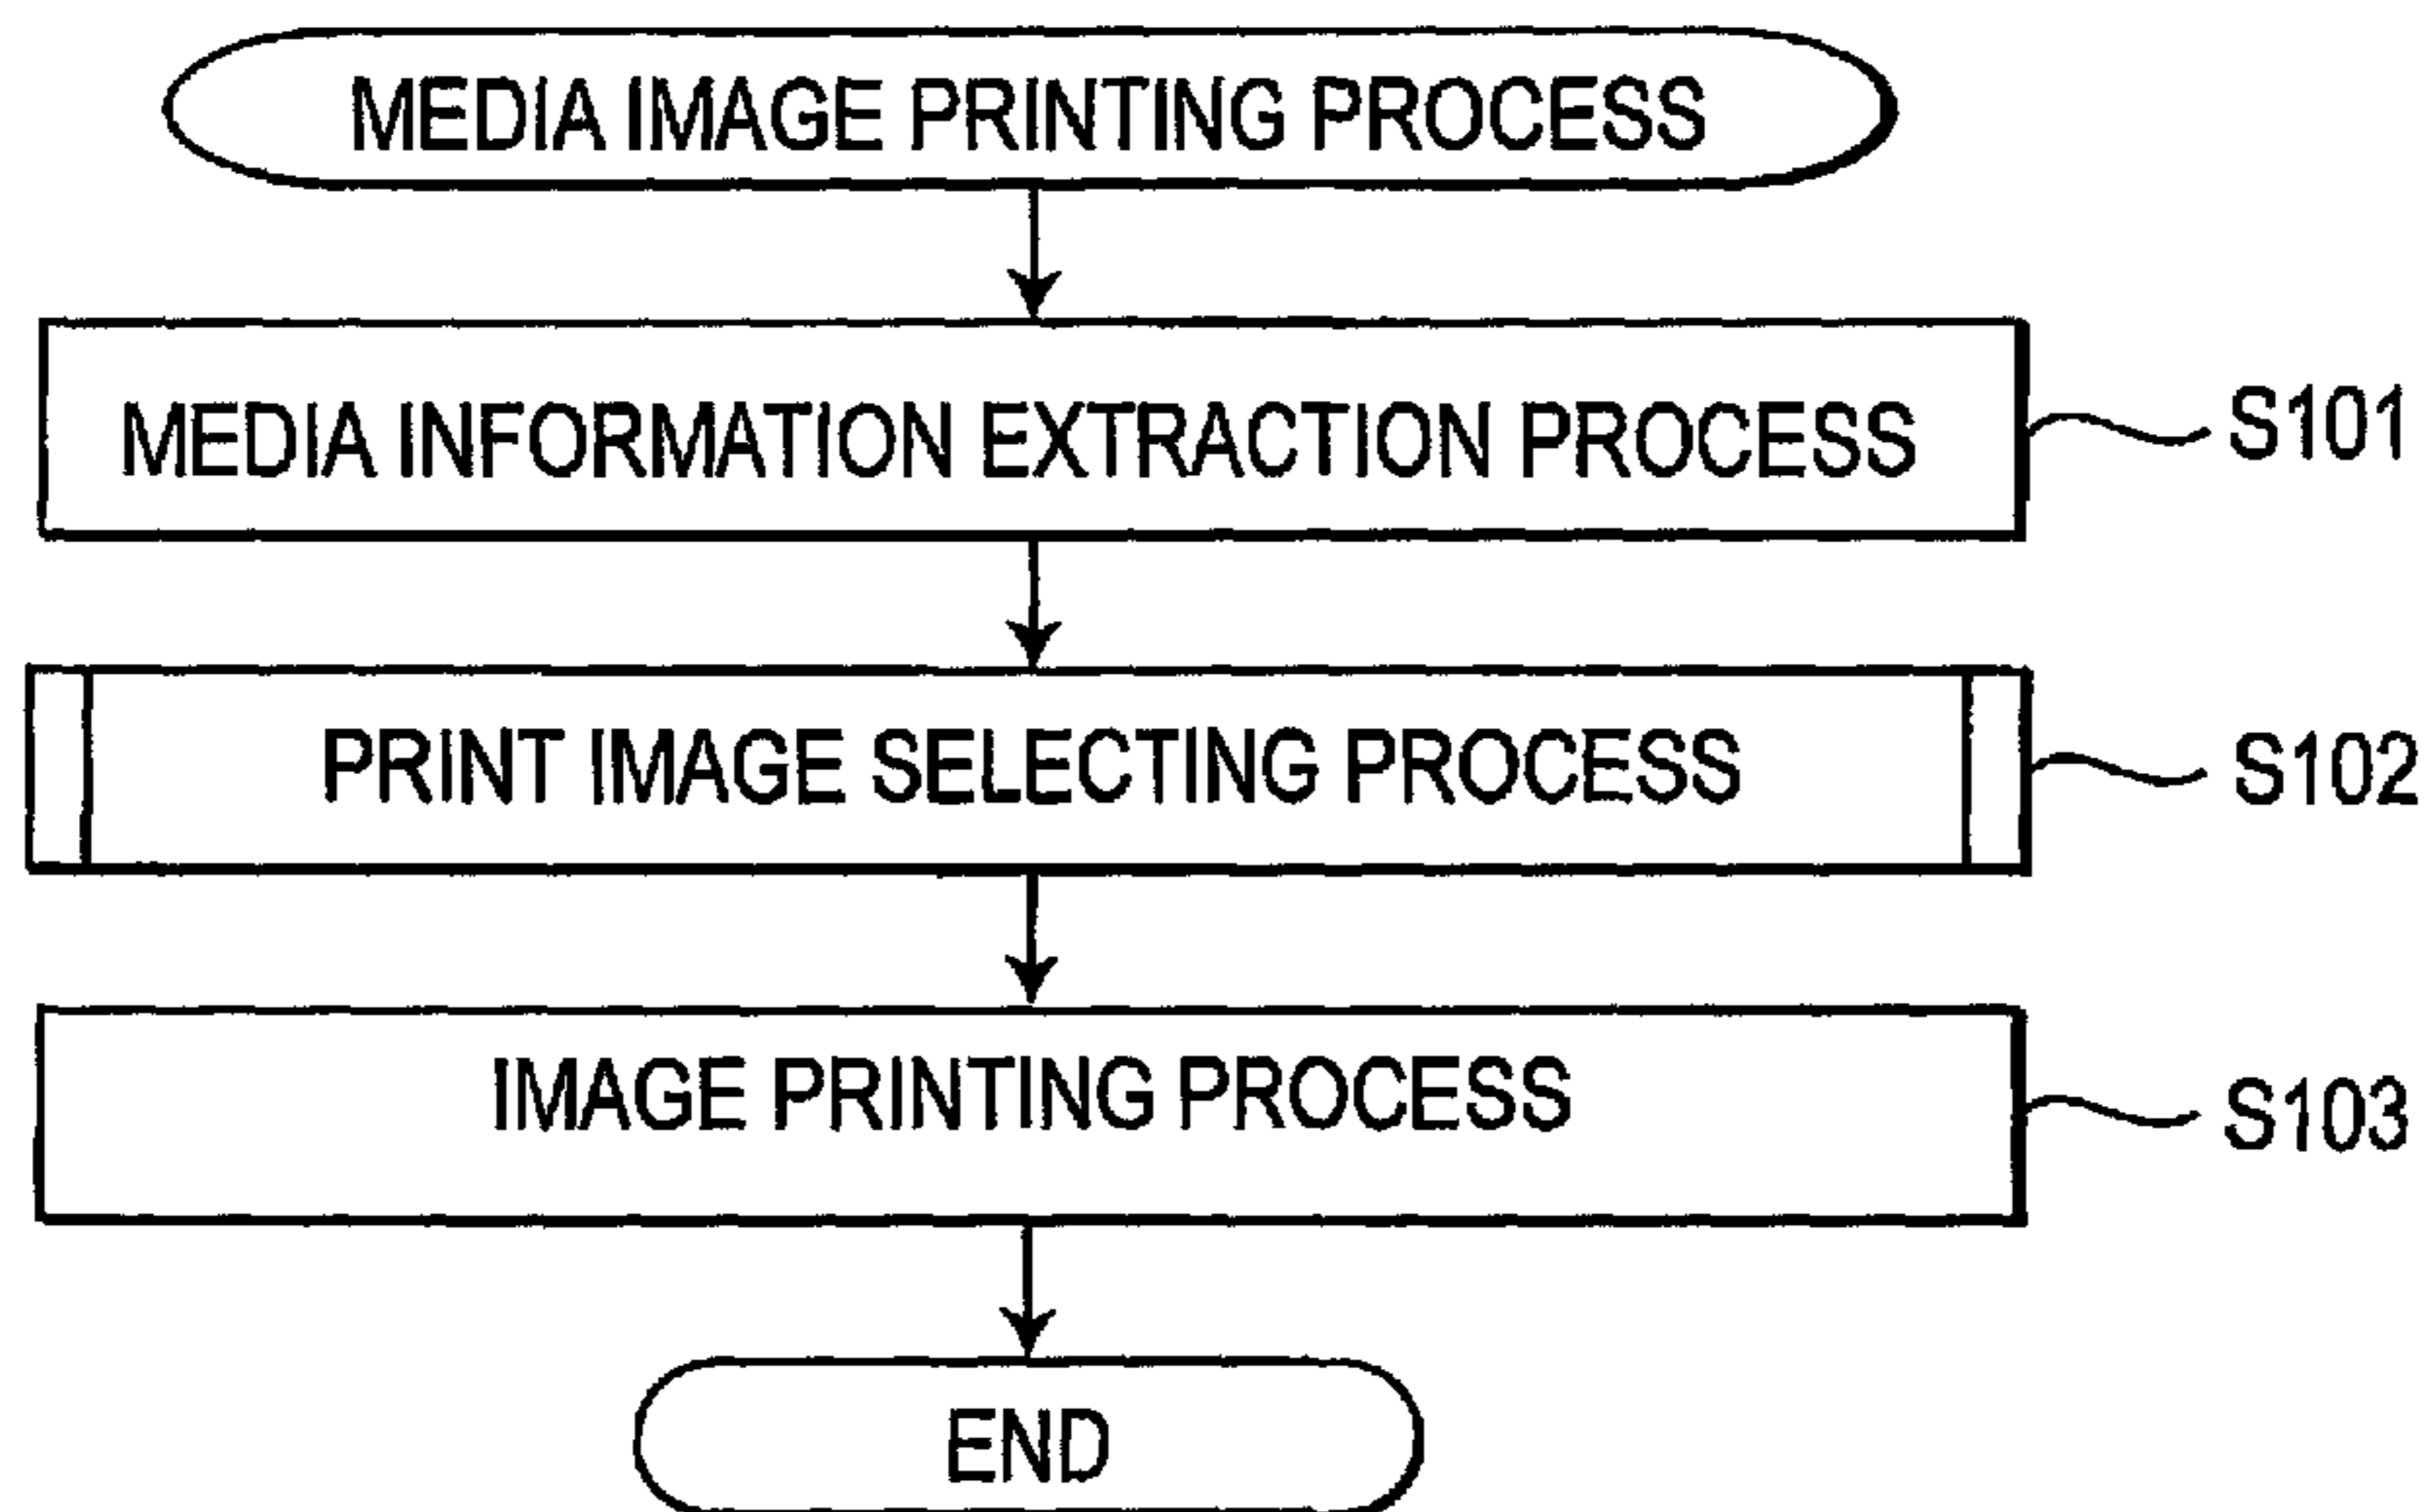 MEDIA IMAGE PRINTING PROCESS
MEDIA INFORMATION EXTRACTION PROCESS S101
PRINT IMAGE SELECTING PROCESS S102
IMAGE PRINTING PROCESS S103
END